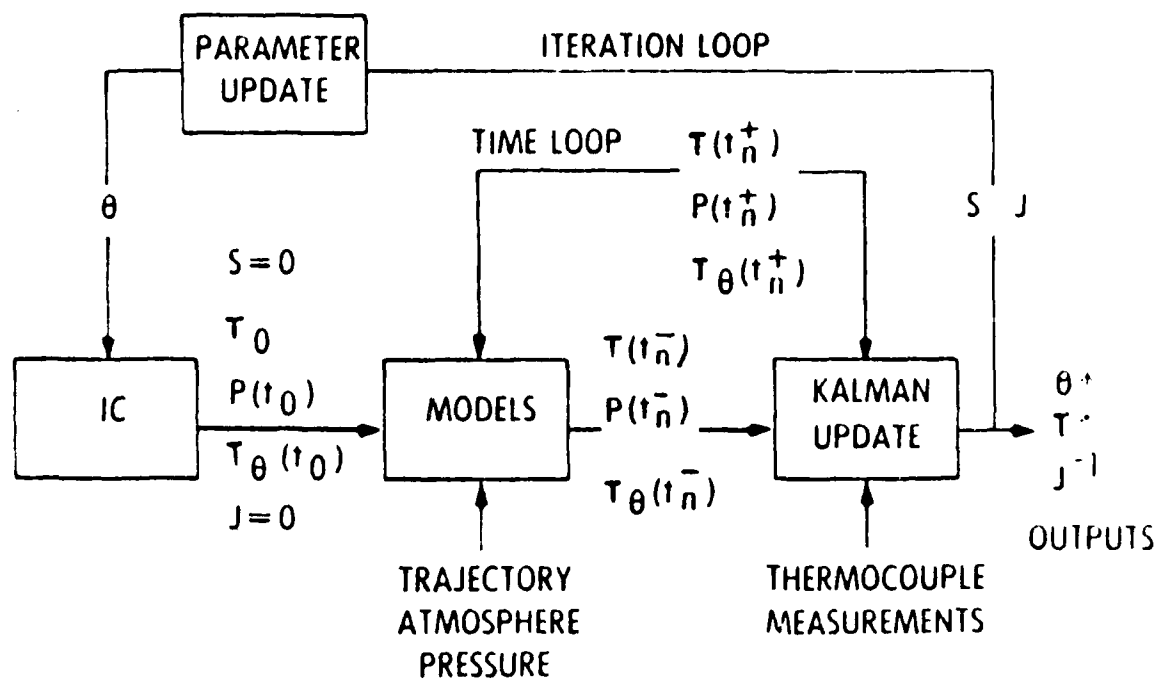 PARAMETER
UPDATE
ITERATION LOOP
TIME LOOP
T(t_n^+)
P(t_n^+)
T_θ(t_n^+)
θ
S J
S=0
T_0
P(t_0)
T_θ(t_0)
J=0
IC
MODELS
T(t_n^-)
P(t_n^-)
T_θ(t_n^-)
KALMAN
UPDATE
θ
T
J^-1
OUTPUTS
TRAJECTORY
ATMOSPHERE
PRESSURE
THERMOCOUPLE
MEASUREMENTS